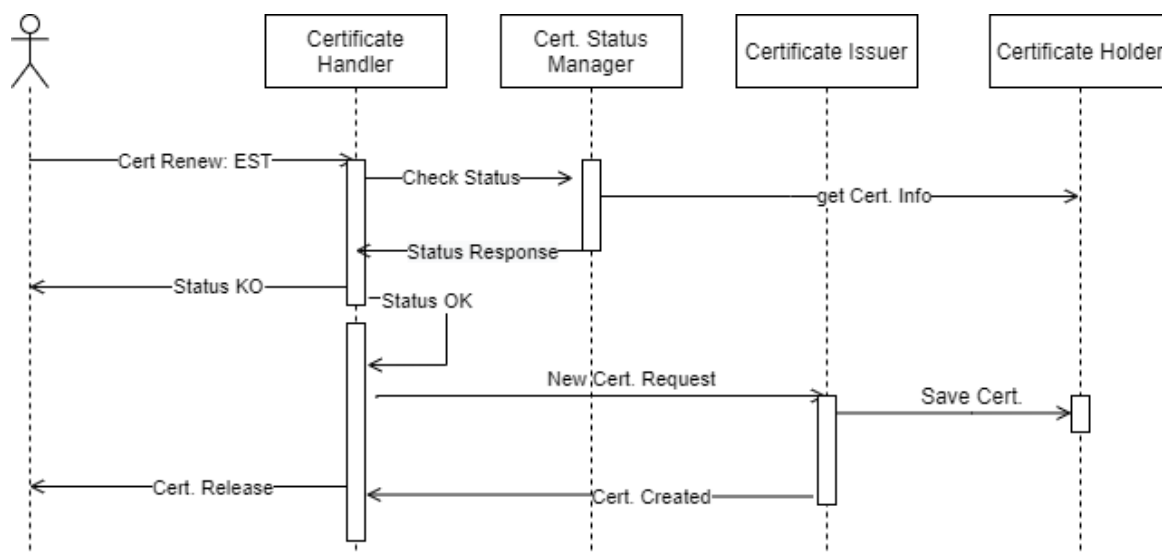 Certificate
Handler
Cert. Status
Manager
Certificate Issuer
Certificate Holder
Cert Renew: EST
Check Status
get Cert. Info
Status Response
Status KO
Status OK
New Cert. Request
Save Cert.
Cert. Release
Cert. Created